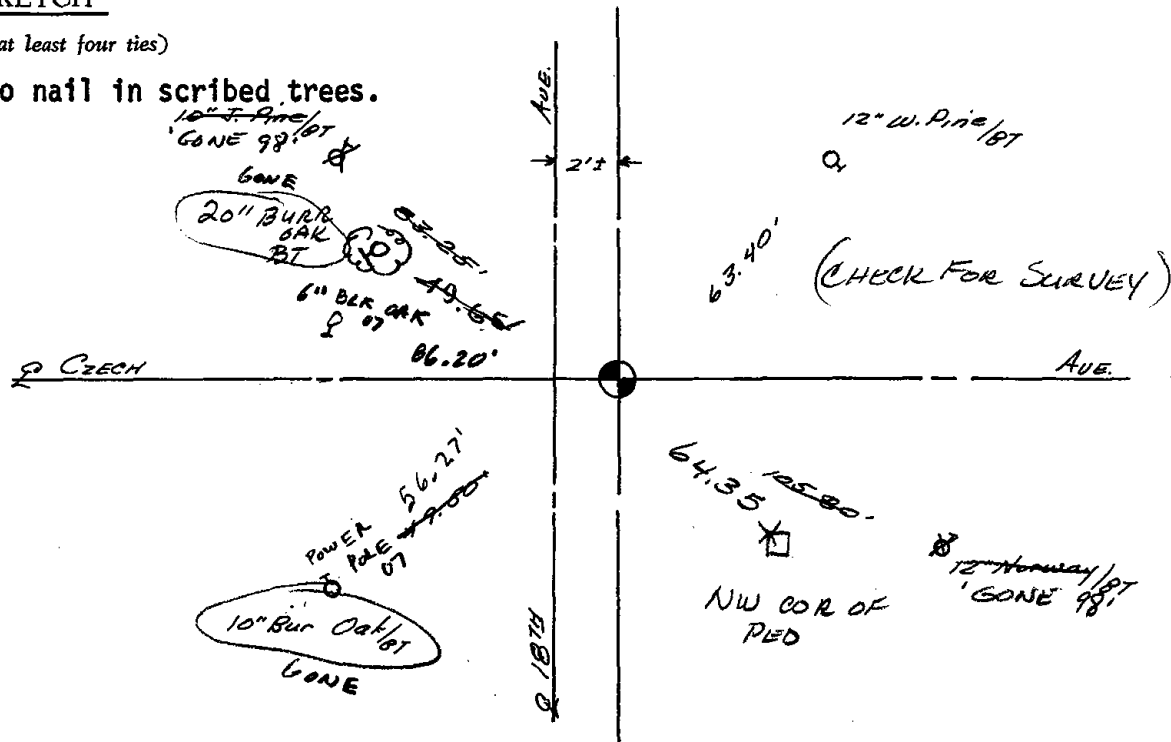 KETCH
at least four ties)
o nail in scribed trees.
10" J. Pine/BT
'GONE 98'
GONE
20" BURR
OAK
BT
83.25'
49.65'
6" BLK OAK
07
86.20'
AVE.
2'±
12" W. Pine/BT
63.40'
(CHECK FOR SURVEY)
℄ CZECH
AVE.
56.27'
POWER
POLE
07
10" Bur Oak/BT
GONE
℄ 18TH
64.35
105.80
NW COR OF
PED
12" Norway/BT
'GONE 98'